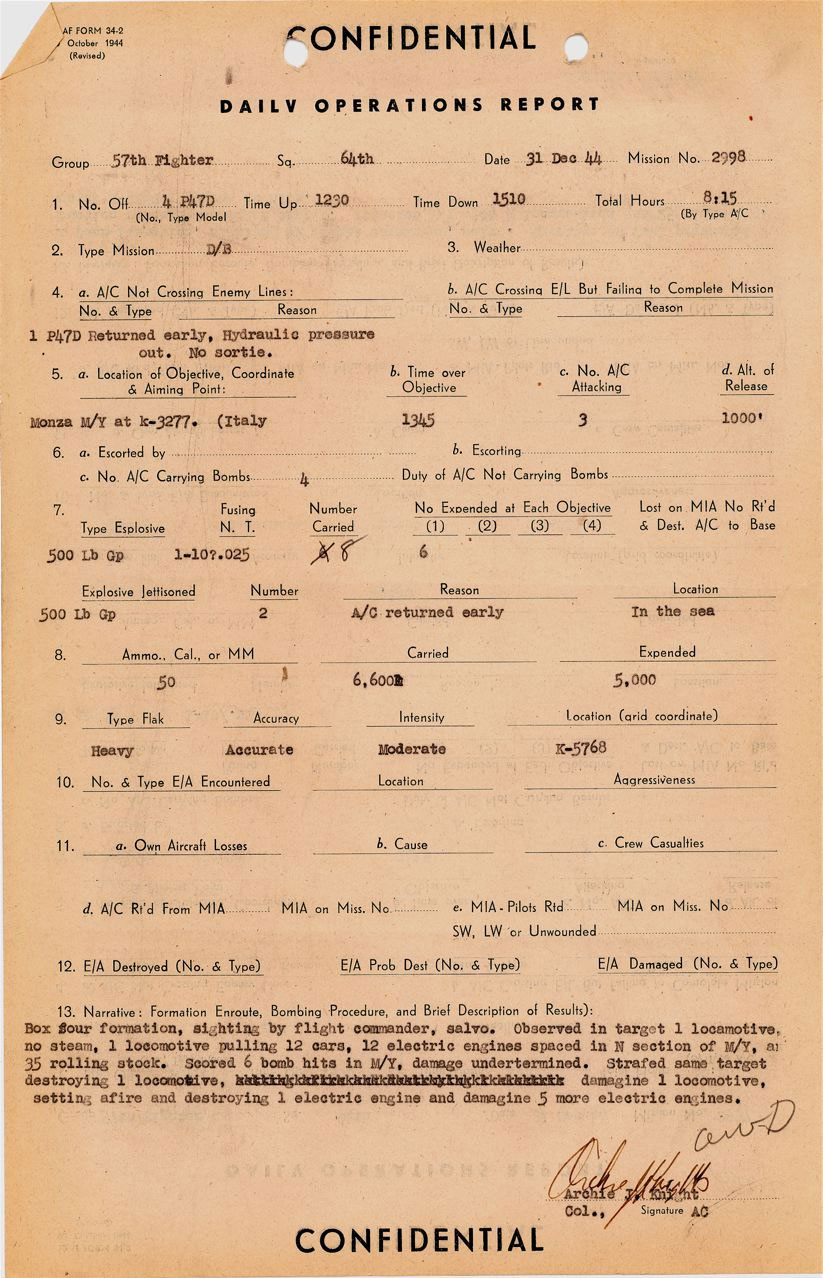 AF FORM 34-2
October 1944
(Revised)
CONFIDENTIAL
DAILY OPERATIONS REPORT
Group 57th Fighter Sq. 64th Date 31 Dec 44 Mission No. 2998
1. No. Off 4 P47D Time Up 1230 Time Down 1510 Total Hours 8:15
(No., Type Model (By Type A/C
2. Type Mission D/B 3. Weather
4. a. A/C Not Crossing Enemy Lines: b. A/C Crossing E/L But Failing to Complete Mission
No. & Type Reason No. & Type Reason
1 P47D Returned early, Hydraulic pressure
out. No sortie.
5. a. Location of Objective, Coordinate b. Time over c. No. A/C d. Alt. of
& Aiming Point: Objective Attacking Release
Monza M/Y at k-3277. (Italy 1345 3 1000'
6. a. Escorted by b. Escorting
c. No. A/C Carrying Bombs 4 Duty of A/C Not Carrying Bombs
7. Fusing Number No Expended at Each Objective Lost on MIA No Rt'd
Type Explosive N. T. Carried (1) (2) (3) (4) & Dest. A/C to Base
500 Lb Gp 1-10?.025 8 6
Explosive Jettisoned Number Reason Location
500 Lb Gp 2 A/C returned early In the sea
8. Ammo., Cal., or MM Carried Expended
50 6,600 5,000
9. Type Flak Accuracy Intensity Location (grid coordinate)
Heavy Accurate Moderate K-5768
10. No. & Type E/A Encountered Location Aggressiveness
11. a. Own Aircraft Losses b. Cause c. Crew Casualties
d. A/C Rt'd From MIA MIA on Miss. No. e. MIA-Pilots Rtd MIA on Miss. No
SW, LW or Unwounded
12. E/A Destroyed (No. & Type) E/A Prob Dest (No. & Type) E/A Damaged (No. & Type)
13. Narrative: Formation Enroute, Bombing Procedure, and Brief Description of Results):
Box four formation, sighting by flight commander, salvo. Observed in target 1 locamotive,
no steam, 1 locomotive pulling 12 cars, 12 electric engines spaced in N section of M/Y,
35 rolling stock. Scored 6 bomb hits in M/Y, damage undertermined. Strafed same target
destroying 1 locomotive, damagine 1 locomotive,
setting afire and destroying 1 electric engine and damagine 5 more electric engines.
Archie J. Knight
Col., Signature AC
CONFIDENTIAL